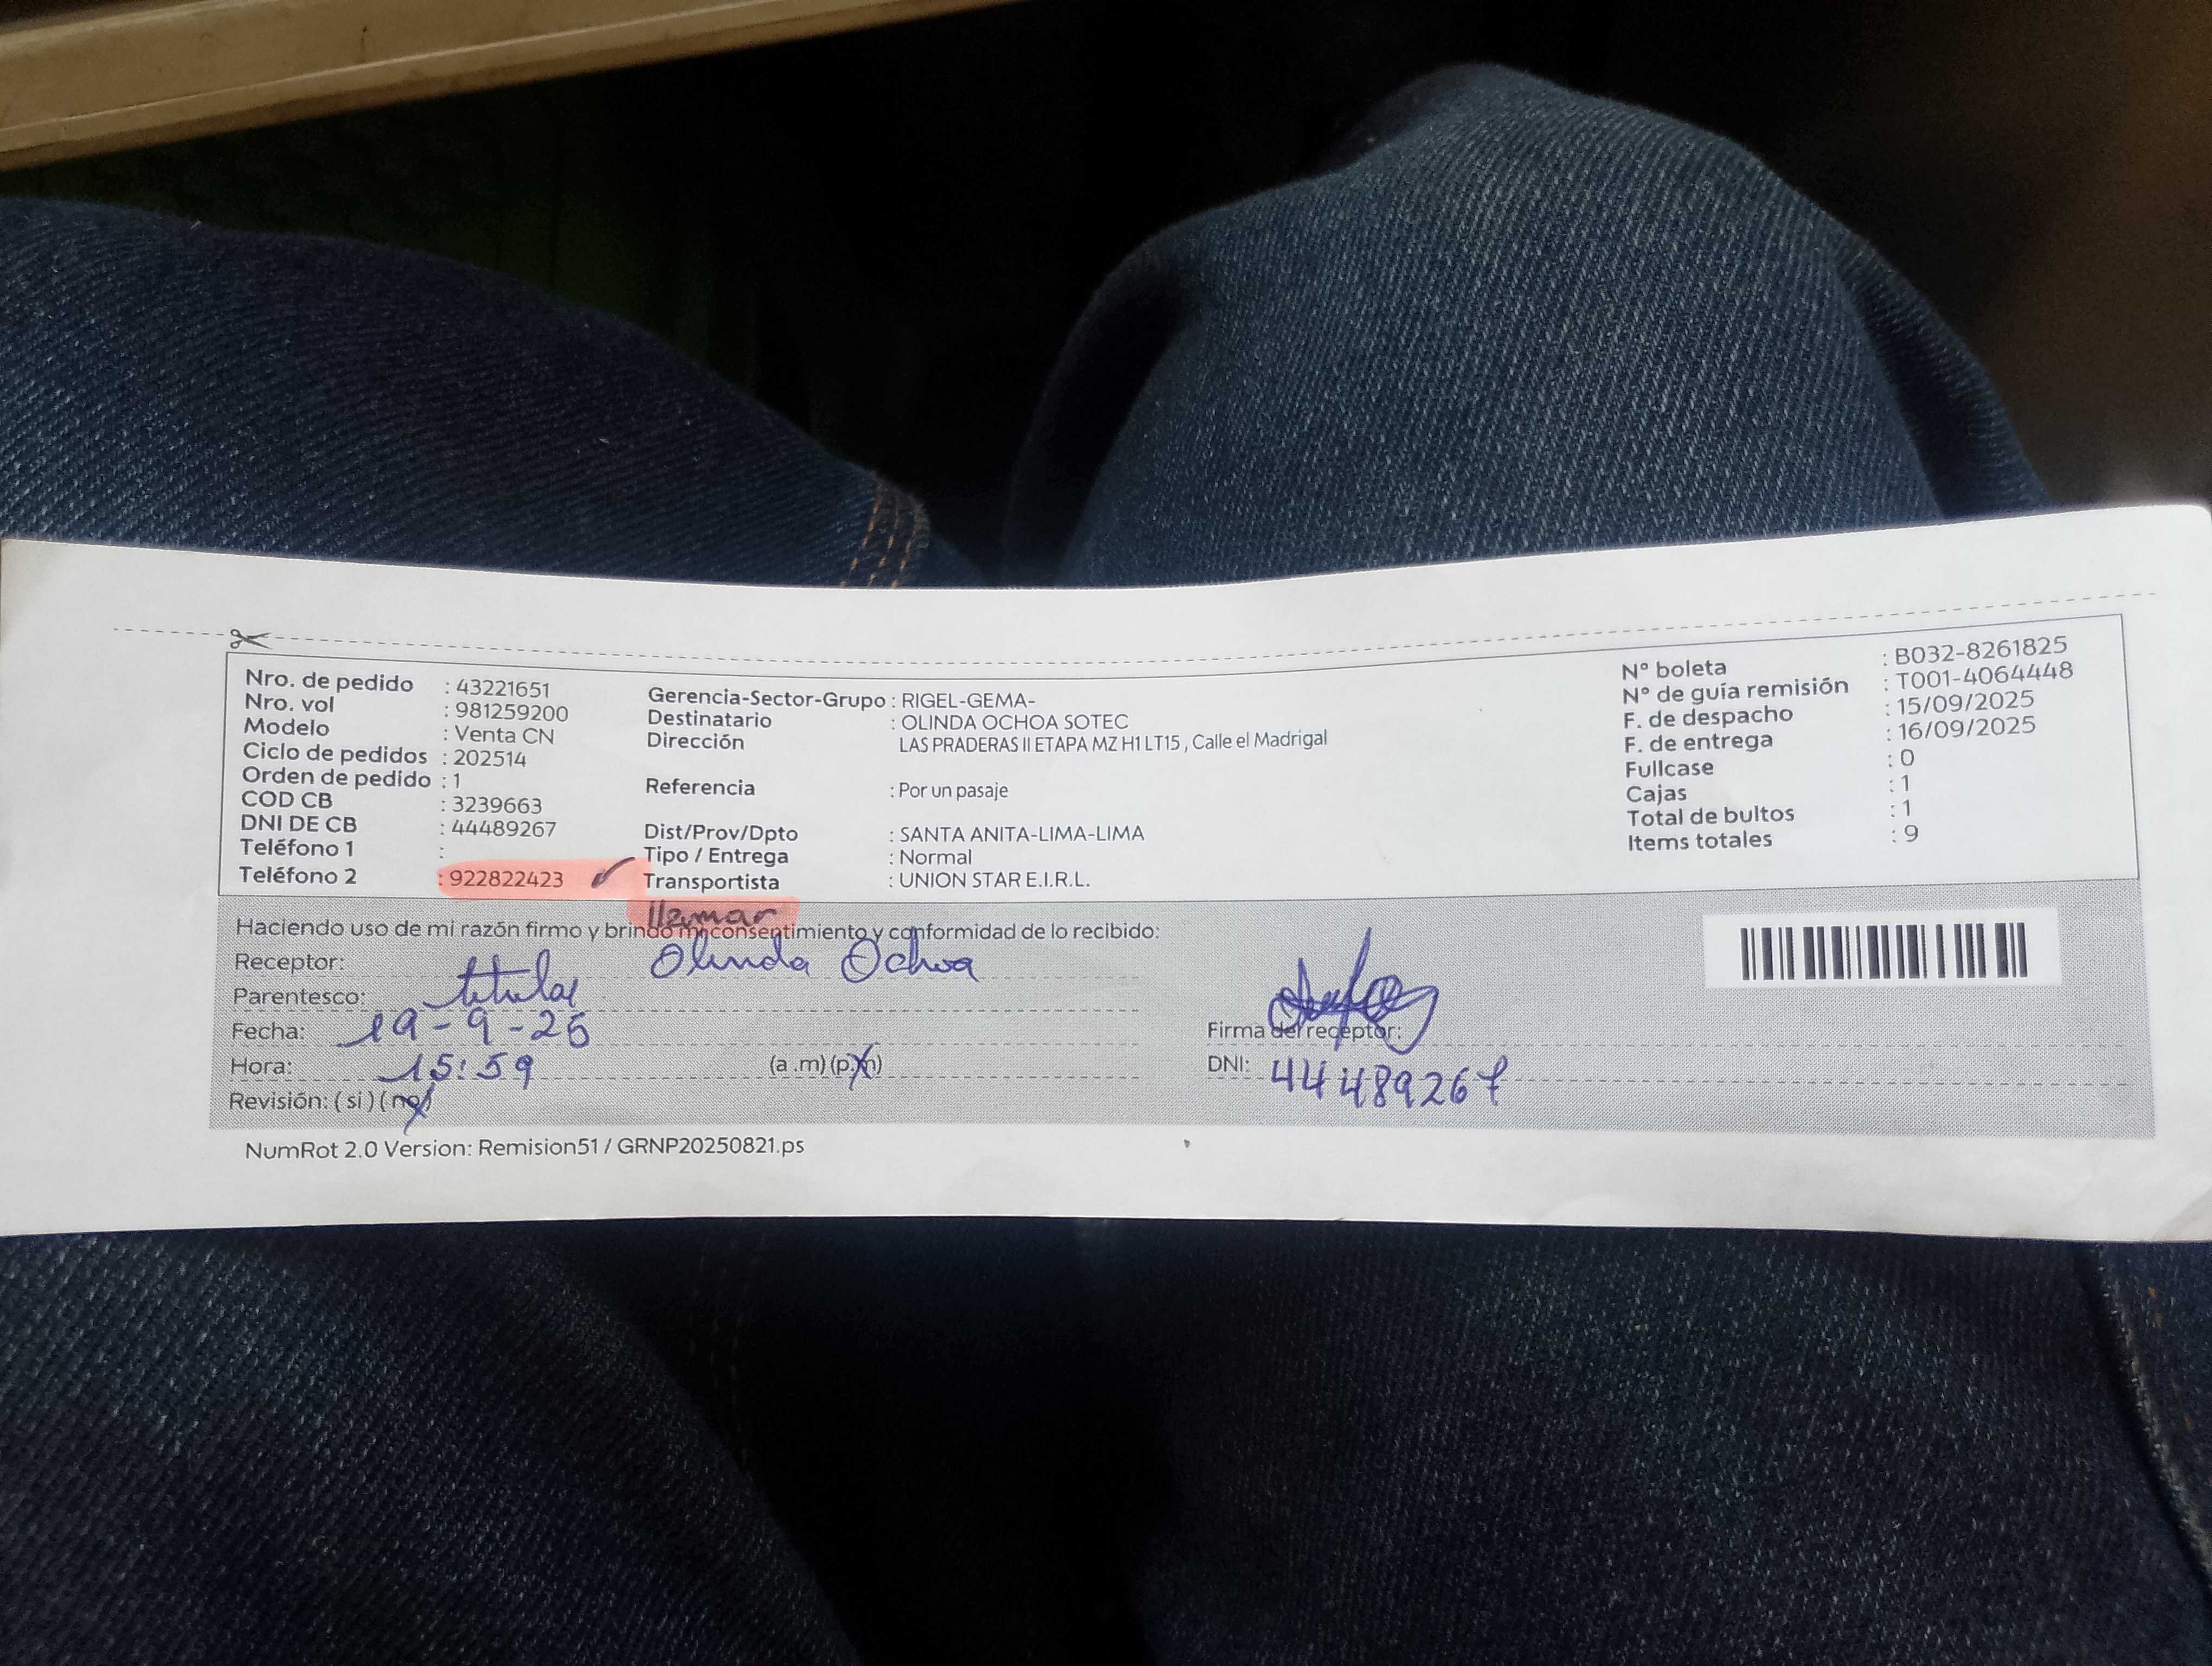 Nro. de pedido : 43221651
Nro. vol : 981259200
Modelo : Venta CN
Ciclo de pedidos : 202514
Orden de pedido : 1
COD CB : 3239663
DNI DE CB : 44489267
Teléfono 1 :
Teléfono 2 : 922822423
Gerencia-Sector-Grupo : RIGEL-GEMA-
Destinatario : OLINDA OCHOA SOTEC
Dirección LAS PRADERAS II ETAPA MZ H1 LT15 , Calle el Madrigal
Referencia : Por un pasaje
Dist/Prov/Dpto : SANTA ANITA-LIMA-LIMA
Tipo / Entrega : Normal
Transportista : UNION STAR E.I.R.L.
llamar
N° boleta : B032-8261825
N° de guía remisión : T001-4064448
F. de despacho : 15/09/2025
F. de entrega : 16/09/2025
Fullcase : 0
Cajas : 1
Total de bultos : 1
Items totales : 9
Haciendo uso de mi razón firmo y brindo mi consentimiento y conformidad de lo recibido:
Receptor: Olinda Ochoa
Parentesco: titular
Fecha: 19-9-25
Hora: 15:59 (a .m) (p.m)
Revisión: ( si ) ( no )
Firma del receptor:
DNI: 44489267
NumRot 2.0 Version: Remision51 / GRNP20250821.ps